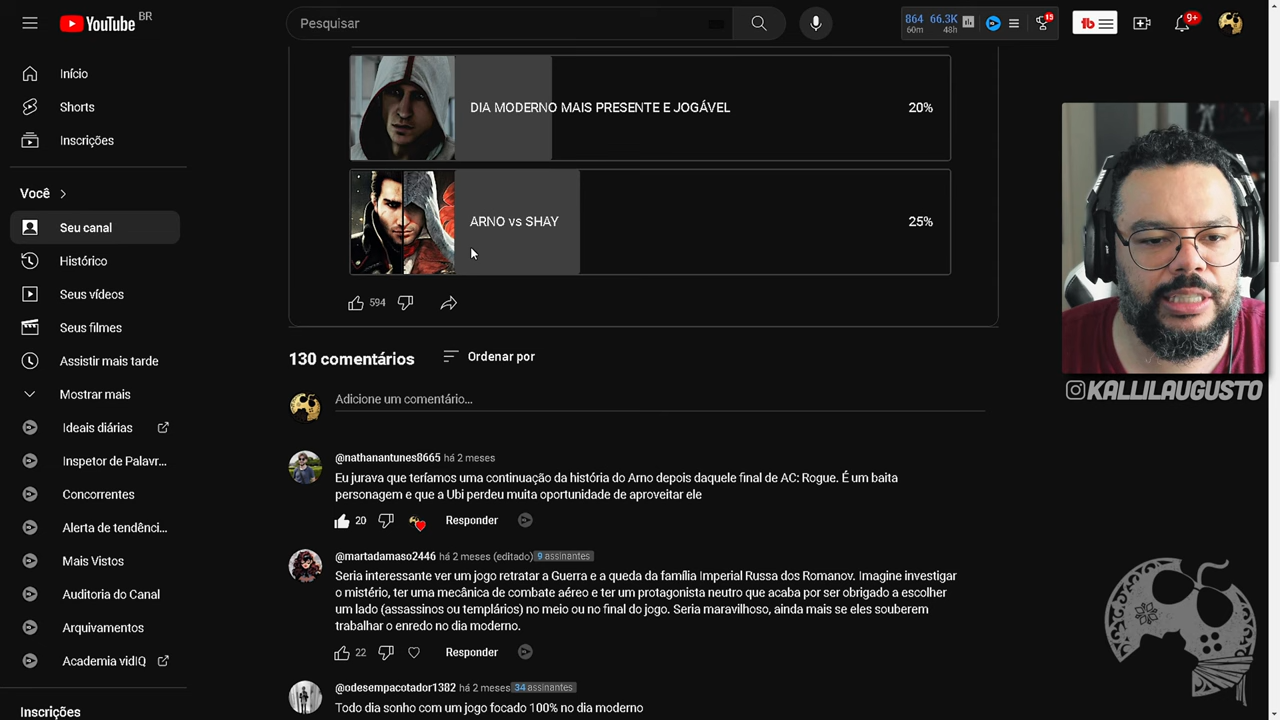 YouTube BR
Pesquisar
864 66.3K
60m 48h
13
tb
9+
Início
Shorts
Inscrições
Você
Seu canal
Histórico
Seus vídeos
Seus filmes
Assistir mais tarde
Mostrar mais
Ideais diárias
Inspetor de Palavr...
Concorrentes
Alerta de tendênci...
Mais Vistos
Auditoria do Canal
Arquivamentos
Academia vidIQ
Inscrições
DIA MODERNO MAIS PRESENTE E JOGÁVEL 20%
ARNO vs SHAY 25%
594
130 comentários Ordenar por
Adicione um comentário...
@nathanantunes8665 há 2 meses
Eu jurava que teríamos uma continuação da história do Arno depois daquele final de AC: Rogue. É um baita
personagem e que a Ubi perdeu muita oportunidade de aproveitar ele
20 Responder
@martadamaso2446 há 2 meses (editado) 9 assinantes
Seria interessante ver um jogo retratar a Guerra e a queda da família Imperial Russa dos Romanov. Imagine investigar
o mistério, ter uma mecânica de combate aéreo e ter um protagonista neutro que acaba por ser obrigado a escolher
um lado (assassinos ou templários) no meio ou no final do jogo. Seria maravilhoso, ainda mais se eles souberem
trabalhar o enredo no dia moderno.
22 Responder
@odesempacotador1382 há 2 meses 34 assinantes
Todo dia sonho com um jogo focado 100% no dia moderno
KALLILAUGUSTO